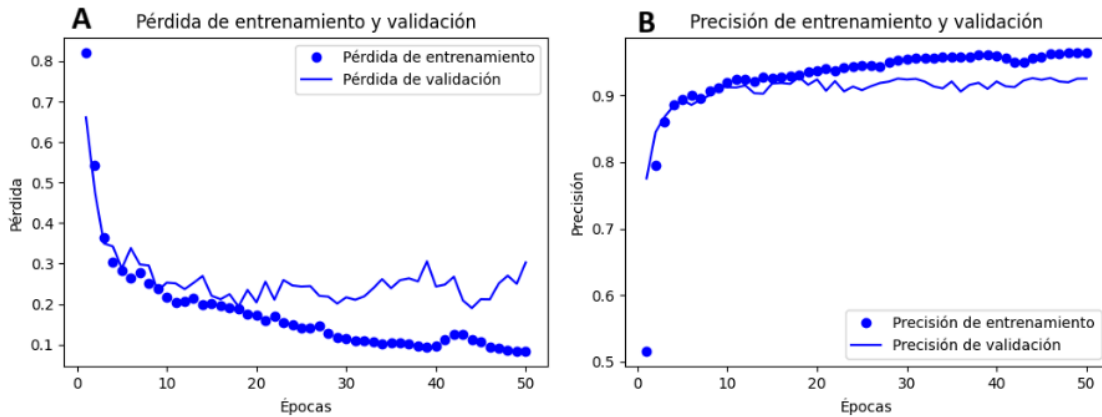 A
Pérdida de entrenamiento y validación
0.8
0.7
0.6
0.5
0.4
0.3
0.2
0.1
Pérdida
0
10
20
30
40
50
Épocas
Pérdida de entrenamiento
Pérdida de validación
B
Precisión de entrenamiento y validación
0.9
0.8
0.7
0.6
0.5
Precisión
0
10
20
30
40
50
Épocas
Precisión de entrenamiento
Precisión de validación